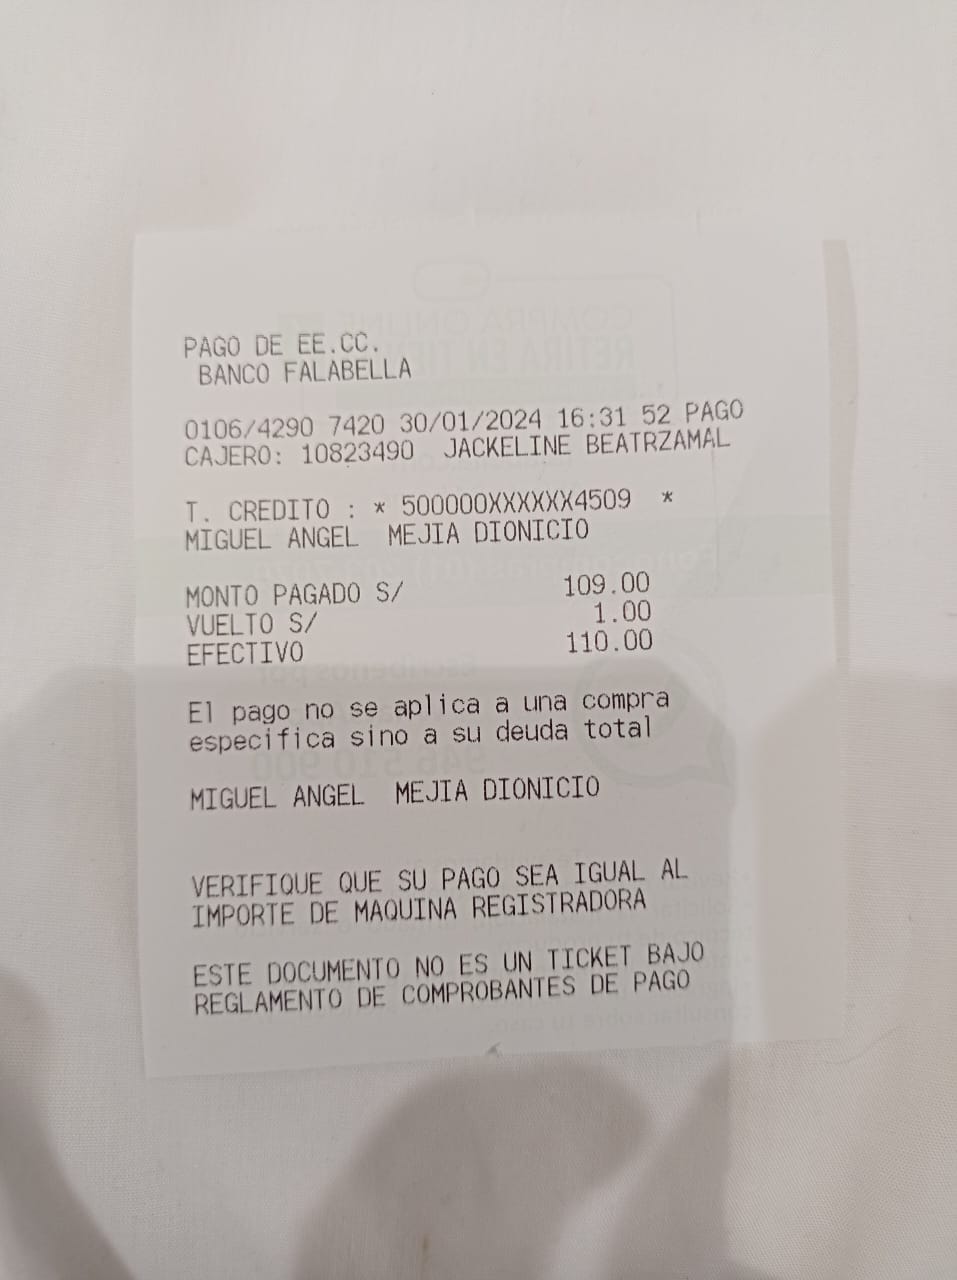 PAGO DE EE.CC.
BANCO FALABELLA
0106/4290 7420 30/01/2024 16:31 52 PAGO
CAJERO: 10823490 JACKELINE BEATRZAMAL
T. CREDITO : * 500000XXXXXX4509 *
MIGUEL ANGEL MEJIA DIONICIO
MONTO PAGADO S/ 109.00
VUELTO S/ 1.00
EFECTIVO 110.00
El pago no se aplica a una compra
especifica sino a su deuda total
MIGUEL ANGEL MEJIA DIONICIO
VERIFIQUE QUE SU PAGO SEA IGUAL AL
IMPORTE DE MAQUINA REGISTRADORA
ESTE DOCUMENTO NO ES UN TICKET BAJO
REGLAMENTO DE COMPROBANTES DE PAGO